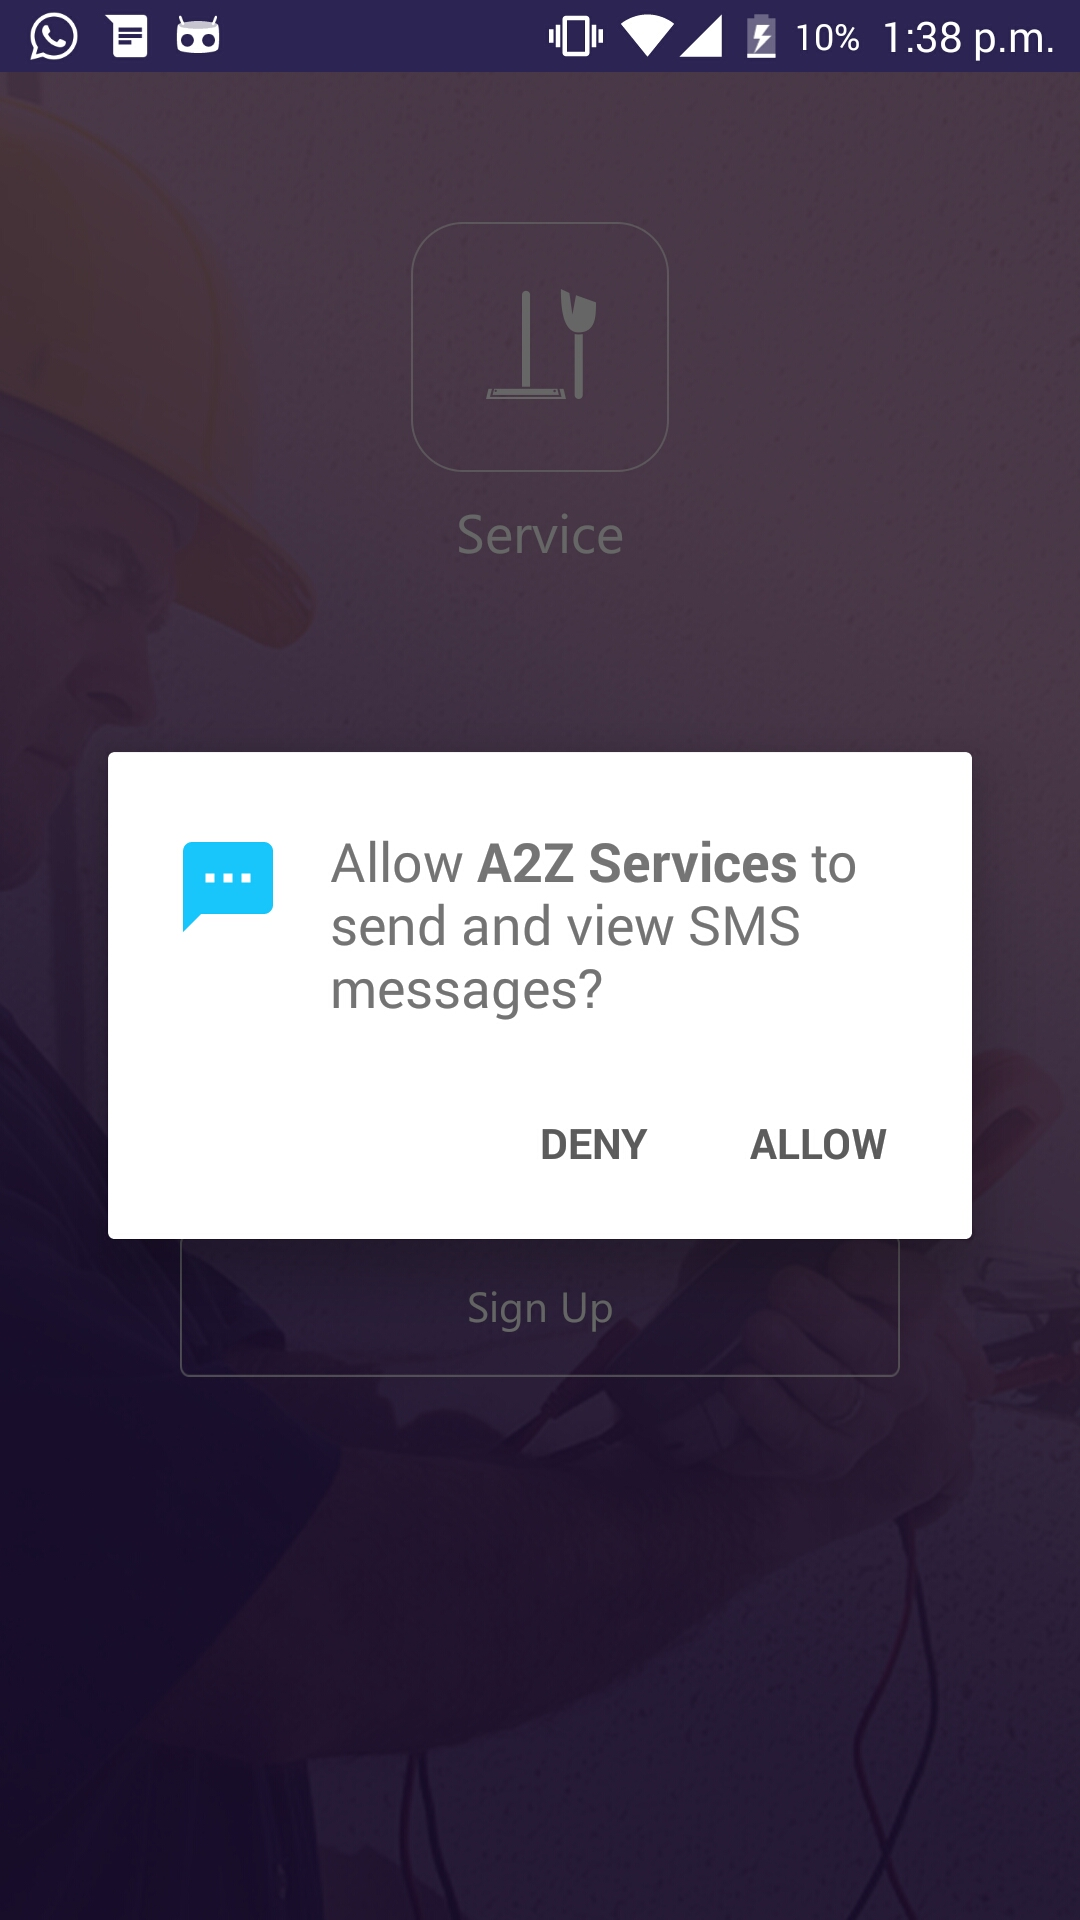 10% 1:38 p.m.
Service
Allow A2Z Services to
send and view SMS
messages?
DENY ALLOW
Sign Up